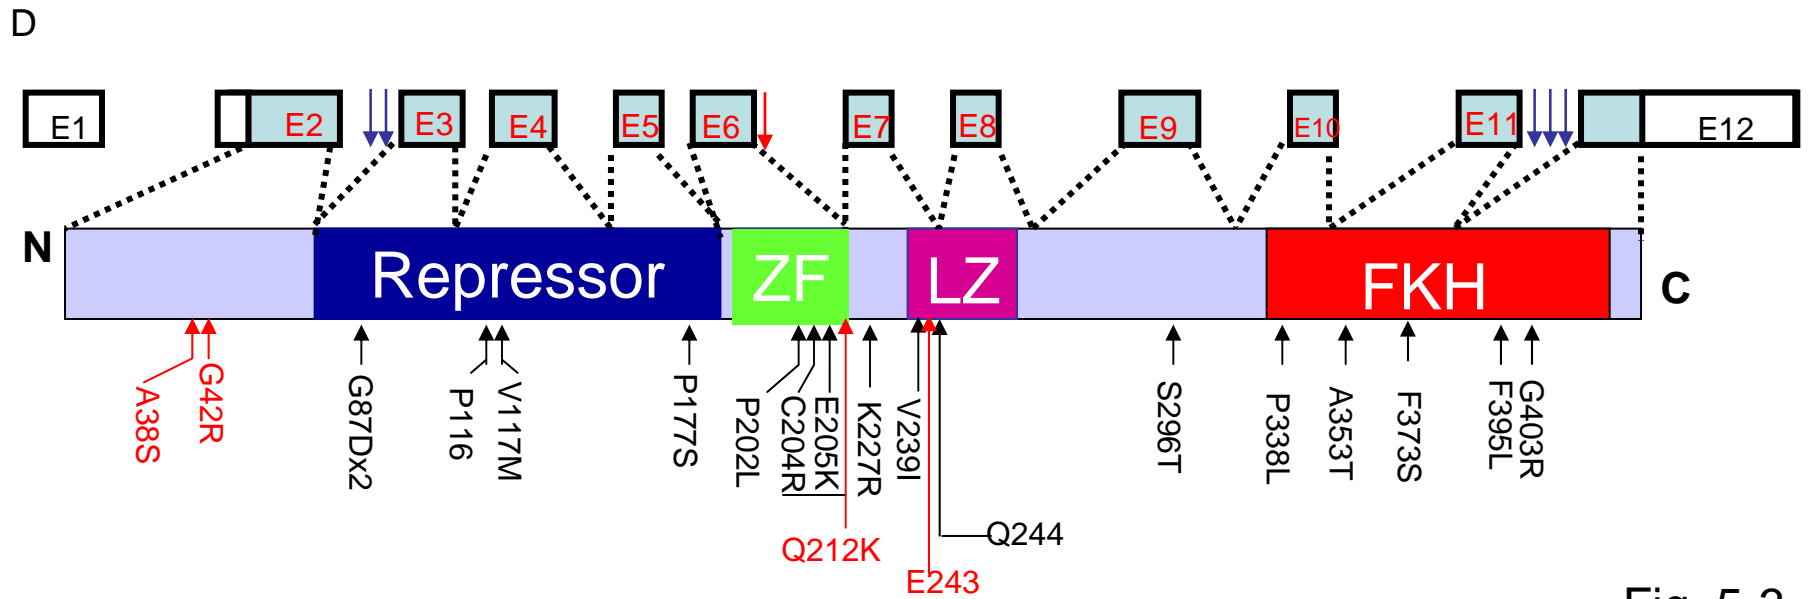 D
E1
E2
E3
E4
E5
E6
E7
E8
E9
E10
E11
E12
N
Repressor
ZF
LZ
FKH
C
A38S
G42R
G87Dx2
P116
V117M
P177S
P202L
C204R
E205K
K227R
V239I
S296T
P338L
A353T
F373S
F395L
G403R
Q212K
Q244
E243